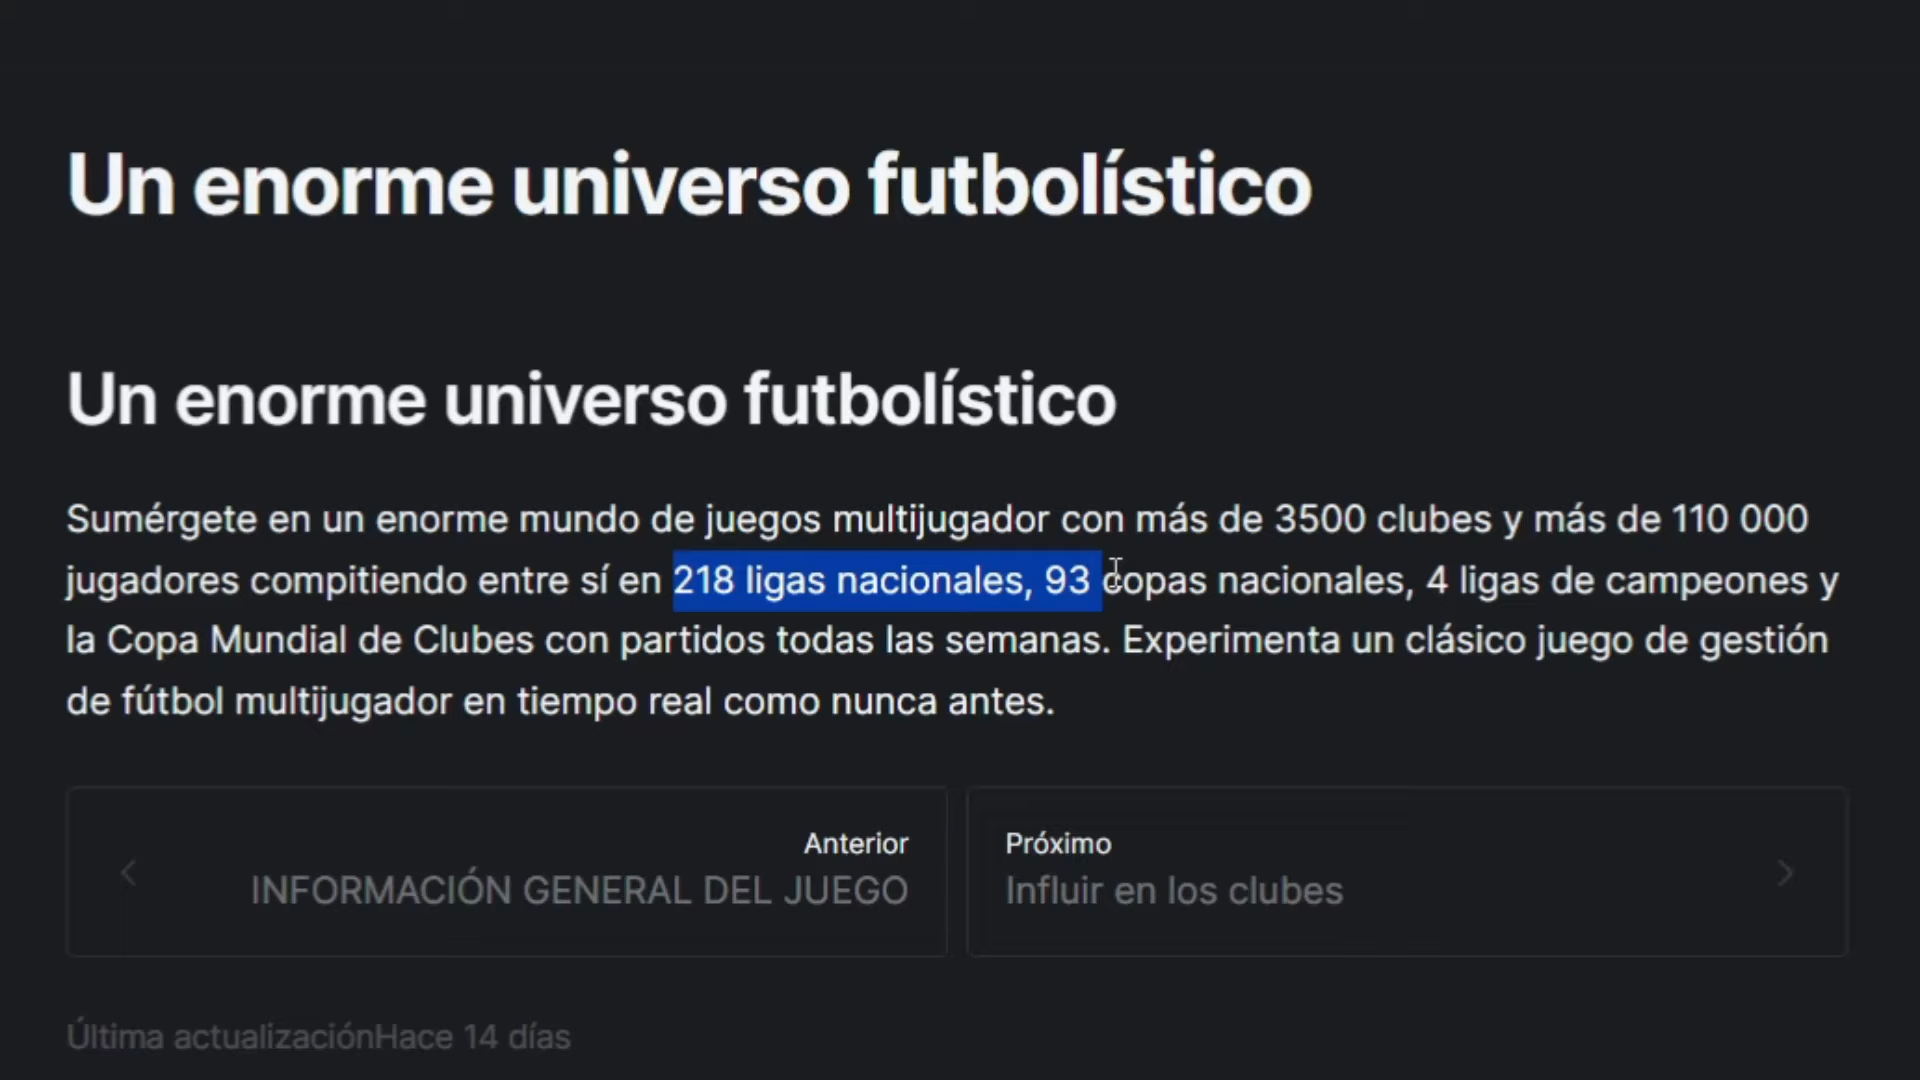 Un enorme universo futbolístico
Un enorme universo futbolístico
Sumérgete en un enorme mundo de juegos multijugador con más de 3500 clubes y más de 110 000
jugadores compitiendo entre sí en 218 ligas nacionales, 93 copas nacionales, 4 ligas de campeones y
la Copa Mundial de Clubes con partidos todas las semanas. Experimenta un clásico juego de gestión
de fútbol multijugador en tiempo real como nunca antes.
Anterior
INFORMACIÓN GENERAL DEL JUEGO
Próximo
Influir en los clubes
Última actualizaciónHace 14 días